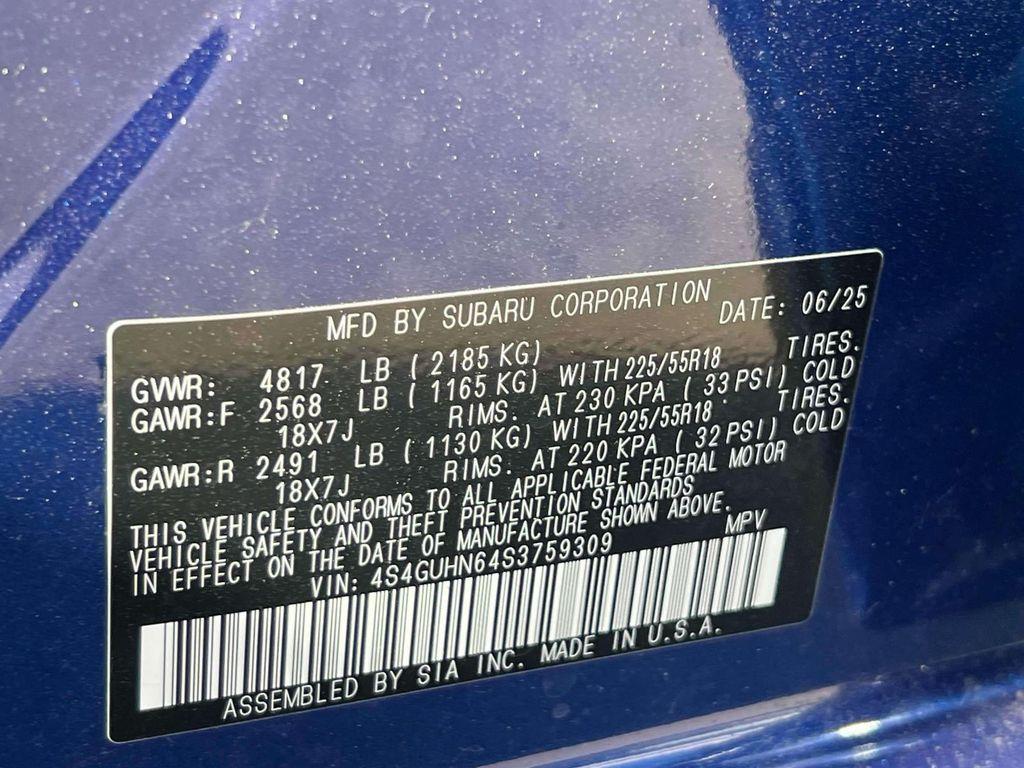 MFD BY SUBARU CORPORATION DATE: 06/25
GVWR: 4817 LB (2185 KG)
GAWR:F 2568 LB (1165 KG) WITH 225/55R18 TIRES.
18X7J RIMS. AT 230 KPA (33 PSI) COLD
GAWR:R 2491 LB (1130 KG) WITH 225/55R18 TIRES.
18X7J RIMS. AT 220 KPA (32 PSI) COLD
THIS VEHICLE CONFORMS TO ALL APPLICABLE FEDERAL MOTOR
VEHICLE SAFETY AND THEFT PREVENTION STANDARDS
IN EFFECT ON THE DATE OF MANUFACTURE SHOWN ABOVE.
VIN: 4S4GUHN64S3759309 MPV
ASSEMBLED BY SIA INC. MADE IN U.S.A.